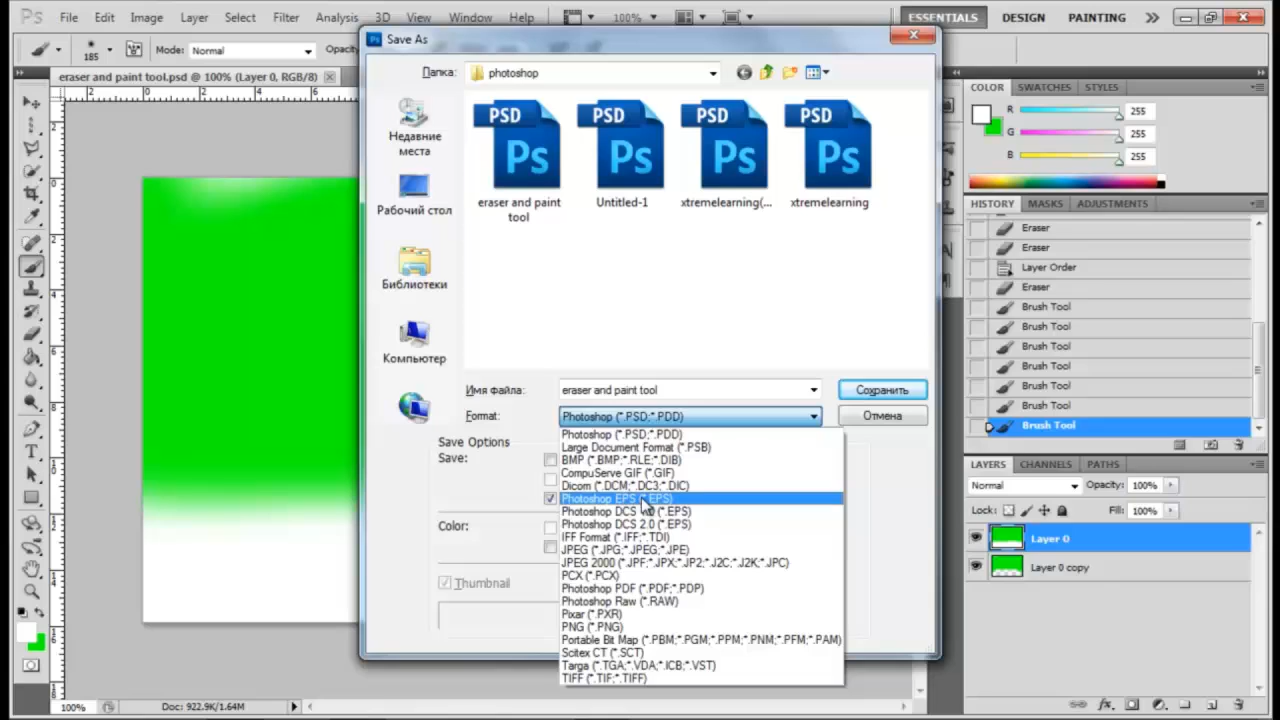 Ps File Edit Image Layer Select Filter Analysis 3D View Window Help 100% ESSENTIALS DESIGN PAINTING
185 Mode: Normal Opacity
eraser and paint tool.psd @ 100% (Layer 0, RGB/8)
Save As
Папка: photoshop
Недавние
места
Рабочий стол
Библиотеки
Компьютер
PSD Ps
eraser and paint
tool
PSD Ps
Untitled-1
PSD Ps
xtremelearning(...
PSD Ps
xtremelearning
Имя файла: eraser and paint tool Сохранить
Format: Photoshop (*.PSD;*.PDD) Отмена
Save Options
Save:
Color:
Thumbnail
Photoshop (*.PSD;*.PDD)
Large Document Format (*.PSB)
BMP (*.BMP;*.RLE;*.DIB)
CompuServe GIF (*.GIF)
Dicom (*.DCM;*.DC3;*.DIC)
Photoshop EPS (*.EPS)
Photoshop DCS (*.EPS)
Photoshop DCS 2.0 (*.EPS)
IFF Format (*.IFF;*.TDI)
JPEG (*.JPG;*.JPEG;*.JPE)
JPEG 2000 (*.JPF;*.JPX;*.JP2;*.J2C;*.J2K;*.JPC)
PCX (*.PCX)
Photoshop PDF (*.PDF;*.PDP)
Photoshop Raw (*.RAW)
Pixar (*.PXR)
PNG (*.PNG)
Portable Bit Map (*.PBM;*.PGM;*.PPM;*.PNM;*.PFM;*.PAM)
Scitex CT (*.SCT)
Targa (*.TGA;*.VDA;*.ICB;*.VST)
TIFF (*.TIF;*.TIFF)
COLOR SWATCHES STYLES
R 255
G 255
B 255
HISTORY MASKS ADJUSTMENTS
Eraser
Eraser
Layer Order
Eraser
Brush Tool
Brush Tool
Brush Tool
Brush Tool
Brush Tool
Brush Tool
Brush Tool
LAYERS CHANNELS PATHS
Normal Opacity: 100%
Lock: Fill: 100%
Layer 0
Layer 0 copy
100% Doc: 922.9K/1.64M